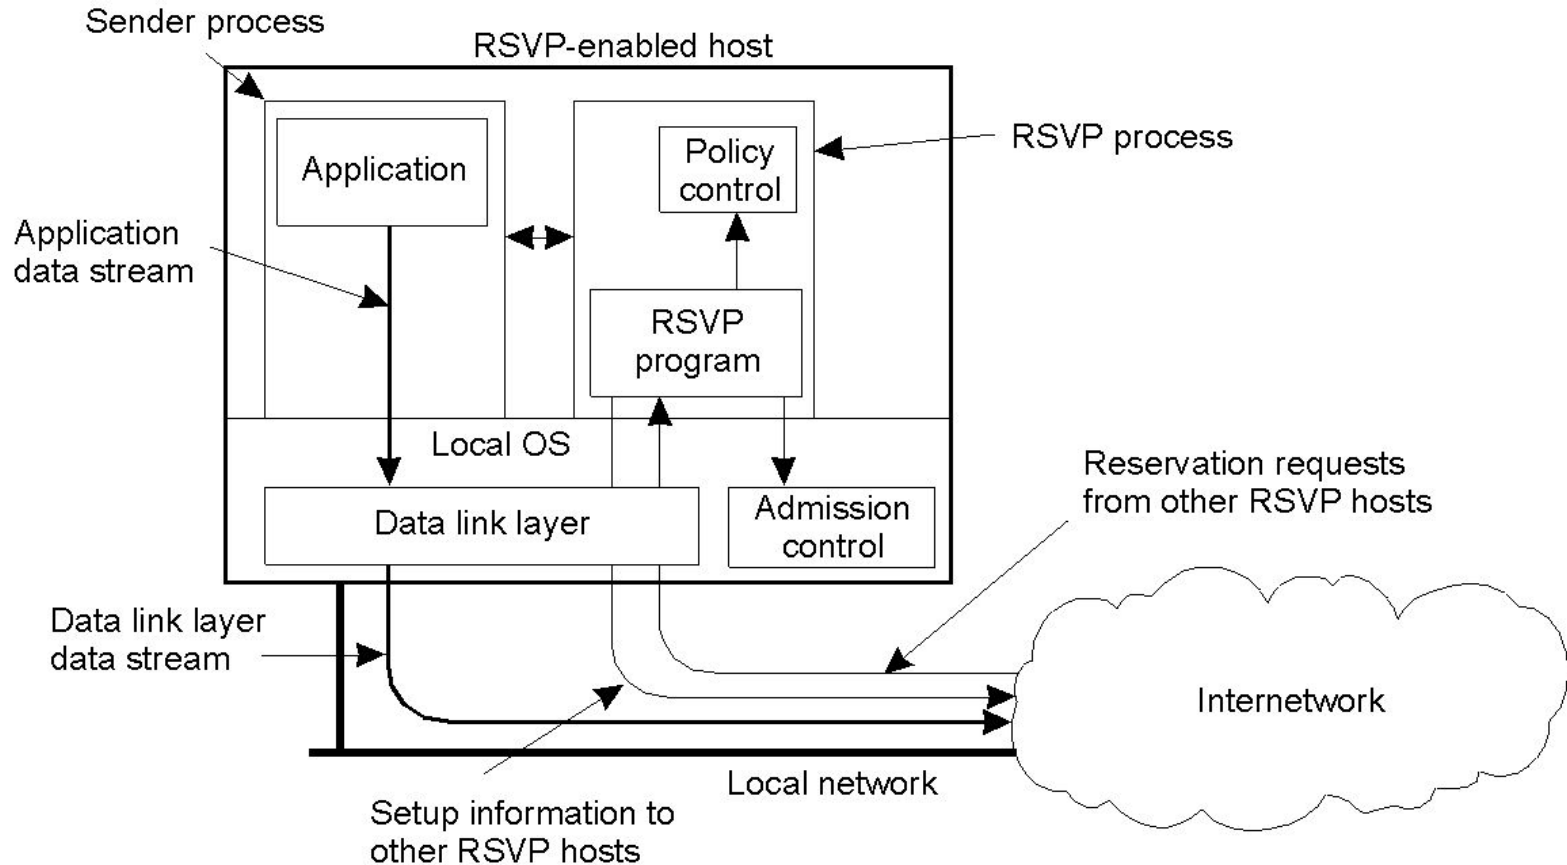 Sender process
RSVP-enabled host
Application
Policy
control
RSVP process
Application
data stream
RSVP
program
Local OS
Reservation requests
from other RSVP hosts
Data link layer
Admission
control
Data link layer
data stream
Internetwork
Local network
Setup information to
other RSVP hosts